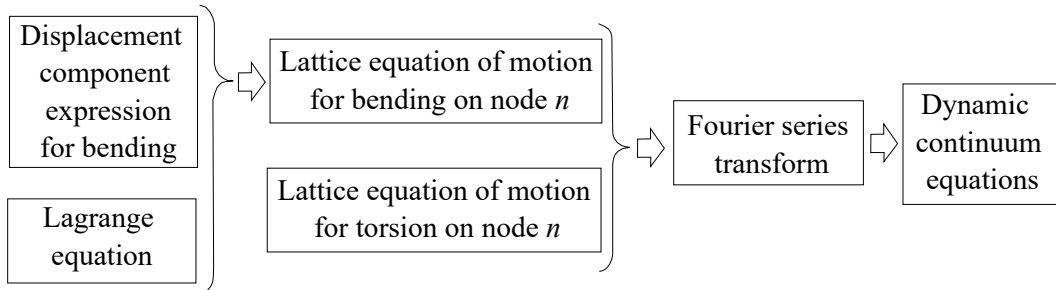 Displacement
component
expression
for bending
Lagrange
equation
Lattice equation of motion
for bending on node n
Lattice equation of motion
for torsion on node n
Fourier series
transform
Dynamic
continuum
equations